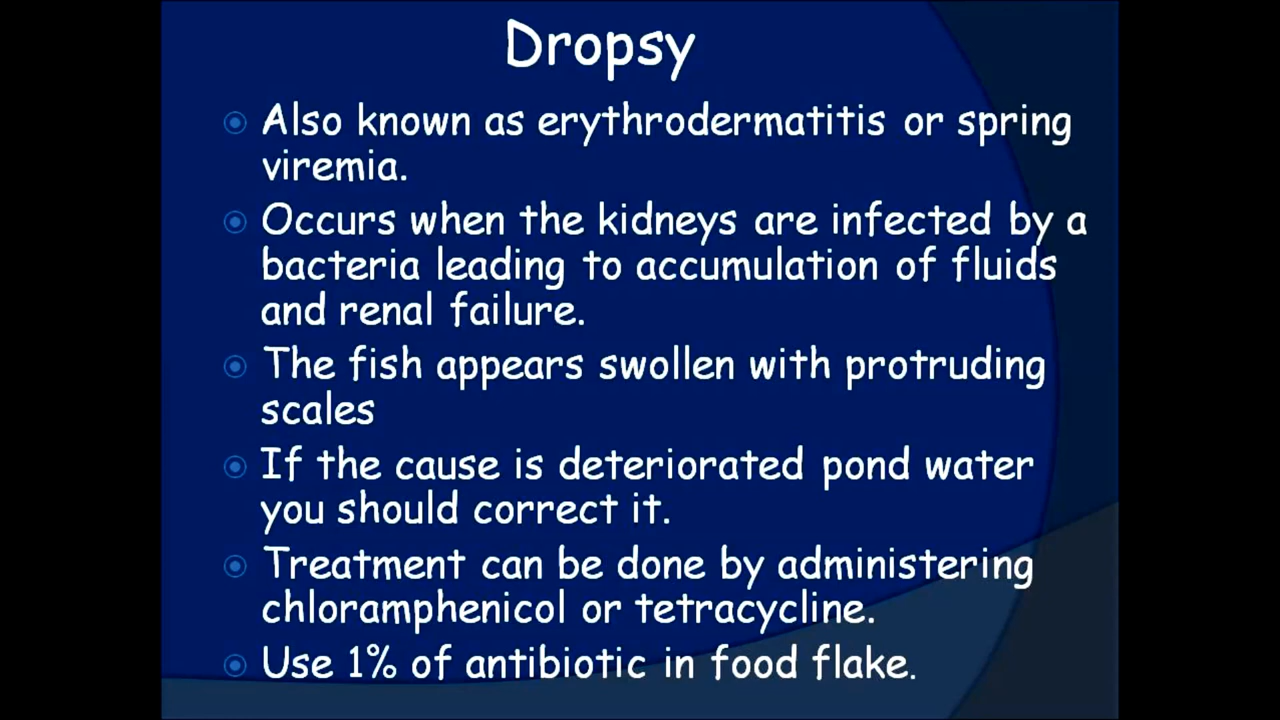 Dropsy
Also known as erythrodermatitis or spring
viremia.
Occurs when the kidneys are infected by a
bacteria leading to accumulation of fluids
and renal failure.
The fish appears swollen with protruding
scales
If the cause is deteriorated pond water
you should correct it.
Treatment can be done by administering
chloramphenicol or tetracycline.
Use 1% of antibiotic in food flake.